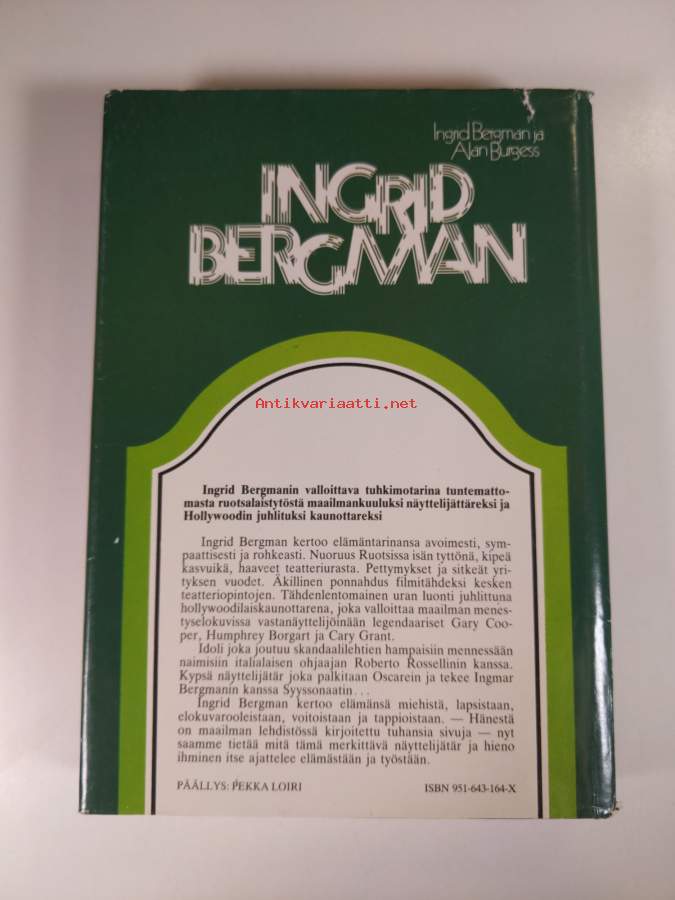 Ingrid Bergman ja
Alan Burgess
INGRID
BERGMAN
Antikvariaatti.net
Ingrid Bergmanin valloittava tuhkimotarina tuntematto-
masta ruotsalaistytöstä maailmankuuluksi näyttelijättäreksi ja
Hollywoodin juhlituksi kaunottareksi
Ingrid Bergman kertoo elämäntarinansa avoimesti, sym-
paattisesti ja rohkeasti. Nuoruus Ruotsissa isän tyttönä, kipeä
kasvuikä, haaveet teatteriurasta. Pettymykset ja sitkeät yri-
tyksen vuodet. Äkillinen ponnahdus filmitähdeksi kesken
teatteriopintojen. Tähdenlentomainen uran luonti juhlittuna
hollywoodilaiskaunottarena, joka valloittaa maailman menes-
tyselokuvissa vastanäyttelijöinään legendaariset Gary Coo-
per, Humphrey Borgart ja Cary Grant.
Idoli joka joutuu skandaalilehtien hampaisiin mennessään
naimisiin italialaisen ohjaajan Roberto Rossellinin kanssa.
Kypsä näyttelijätär joka palkitaan Oscarein ja tekee Ingmar
Bergmanin kanssa Syyssonaatin...
Ingrid Bergman kertoo elämänsä miehistä, lapsistaan,
elokuvarooleistaan, voitoistaan ja tappioistaan. — Hänestä
on maailman lehdistössä kirjoitettu tuhansia sivuja — nyt
saamme tietää mitä tämä merkittävä näyttelijätär ja hieno
ihminen itse ajattelee elämästään ja työstään.
PÄÄLLYS: PEKKA LOIRI
ISBN 951-643-164-X